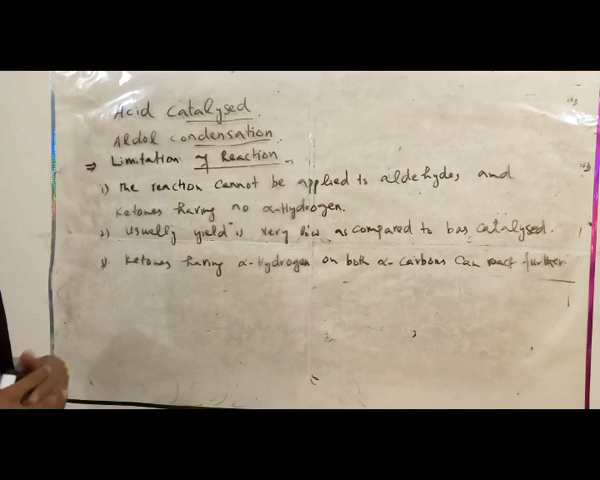 Acid catalysed.
Aldol condensation.
⇒ Limitation of Reaction.
1) The reaction cannot be applied to aldehydes and
Ketones having no α-Hydrogen.
2) Usually yield is very low as compared to bas catalysed.
3) Ketones having α-Hydrogen on both α-carbons can react further.